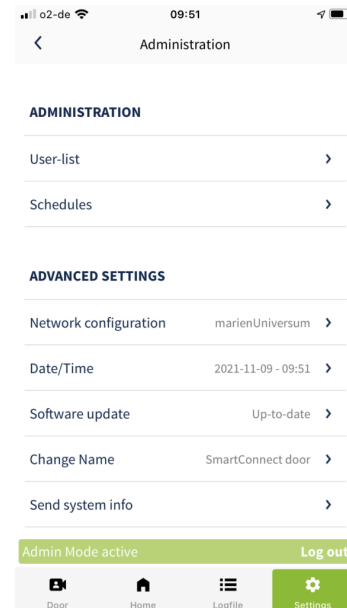 o2-de 09:51
Administration
ADMINISTRATION
User-list
Schedules
ADVANCED SETTINGS
Network configuration marienUniversum
Date/Time 2021-11-09 - 09:51
Software update Up-to-date
Change Name SmartConnect door
Send system info
Admin Mode active Log out
Door Home Logfile Settings